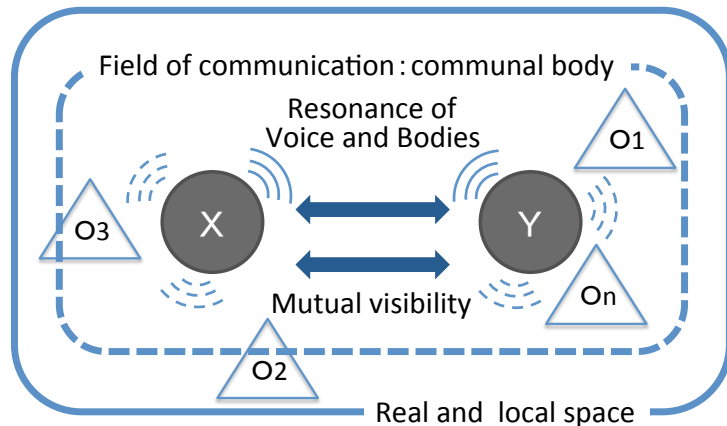 Field of communication : communal body
Resonance of
Voice and Bodies
O1
X
Y
O3
On
Mutual visibility
O2
Real and local space